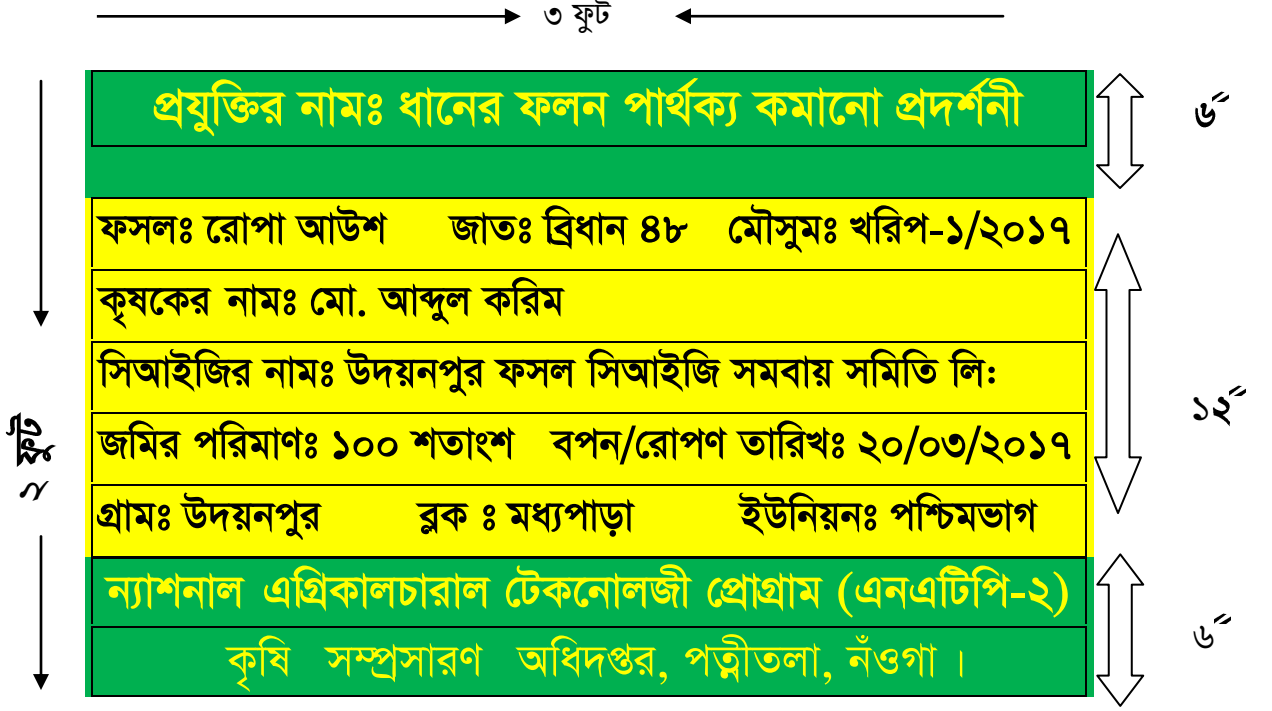 ৩ ফুট
প্রযুক্তির নামঃ ধানের ফলন পার্থক্য কমানো প্রদর্শনী
৬˝
ফসলঃ রোপা আউশ জাতঃ ব্রিধান ৪৮ মৌসুমঃ খরিপ-১/২০১৭
কৃষকের নামঃ মো. আব্দুল করিম
সিআইজির নামঃ উদয়নপুর ফসল সিআইজি সমবায় সমিতি লি:
১২˝
২ ফুট
জমির পরিমাণঃ ১০০ শতাংশ বপন/রোপণ তারিখঃ ২০/০৩/২০১৭
গ্রামঃ উদয়নপুর ব্লক ঃ মধ্যপাড়া ইউনিয়নঃ পশ্চিমভাগ
ন্যাশনাল এগ্রিকালচারাল টেকনোলজী প্রোগ্রাম (এনএটিপি-২)
৬˝
কৃষি সম্প্রসারণ অধিদপ্তর, পত্নীতলা, নঁওগা ।